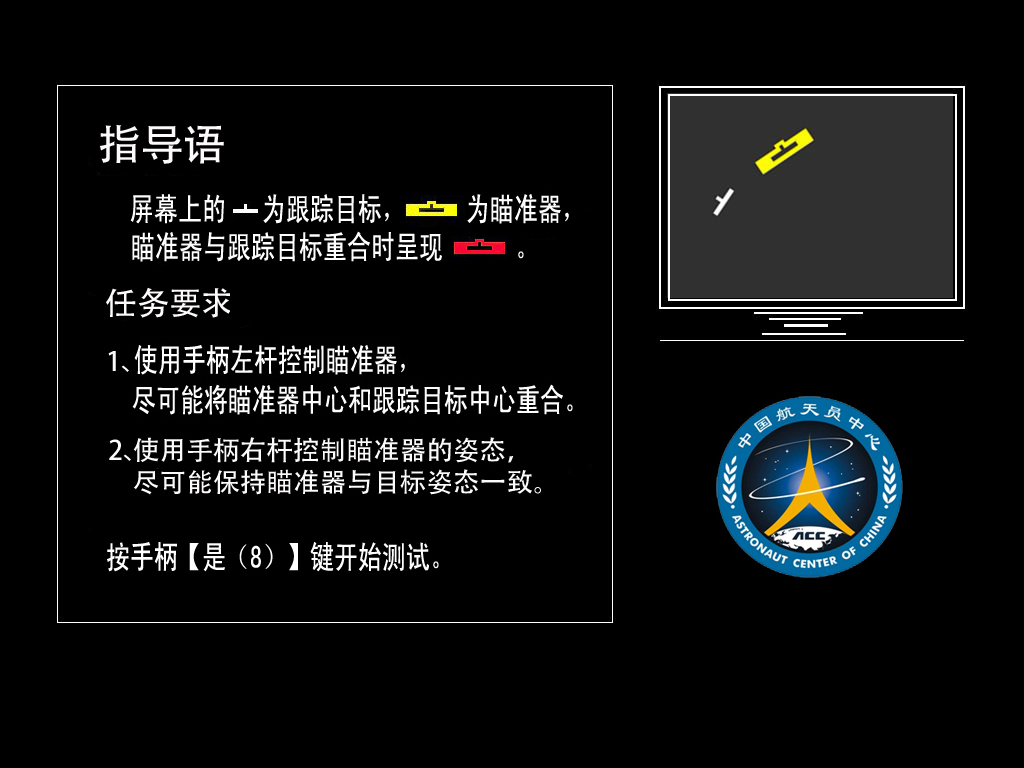 指导语
屏幕上的 为跟踪目标， 为瞄准器，
瞄准器与跟踪目标重合时呈现 。
任务要求
1、使用手柄左杆控制瞄准器，
尽可能将瞄准器中心和跟踪目标中心重合。
2、使用手柄右杆控制瞄准器的姿态，
尽可能保持瞄准器与目标姿态一致。
按手柄【是（8）】键开始测试。
中国航天员中心
ACC
ASTRONAUT CENTER OF CHINA